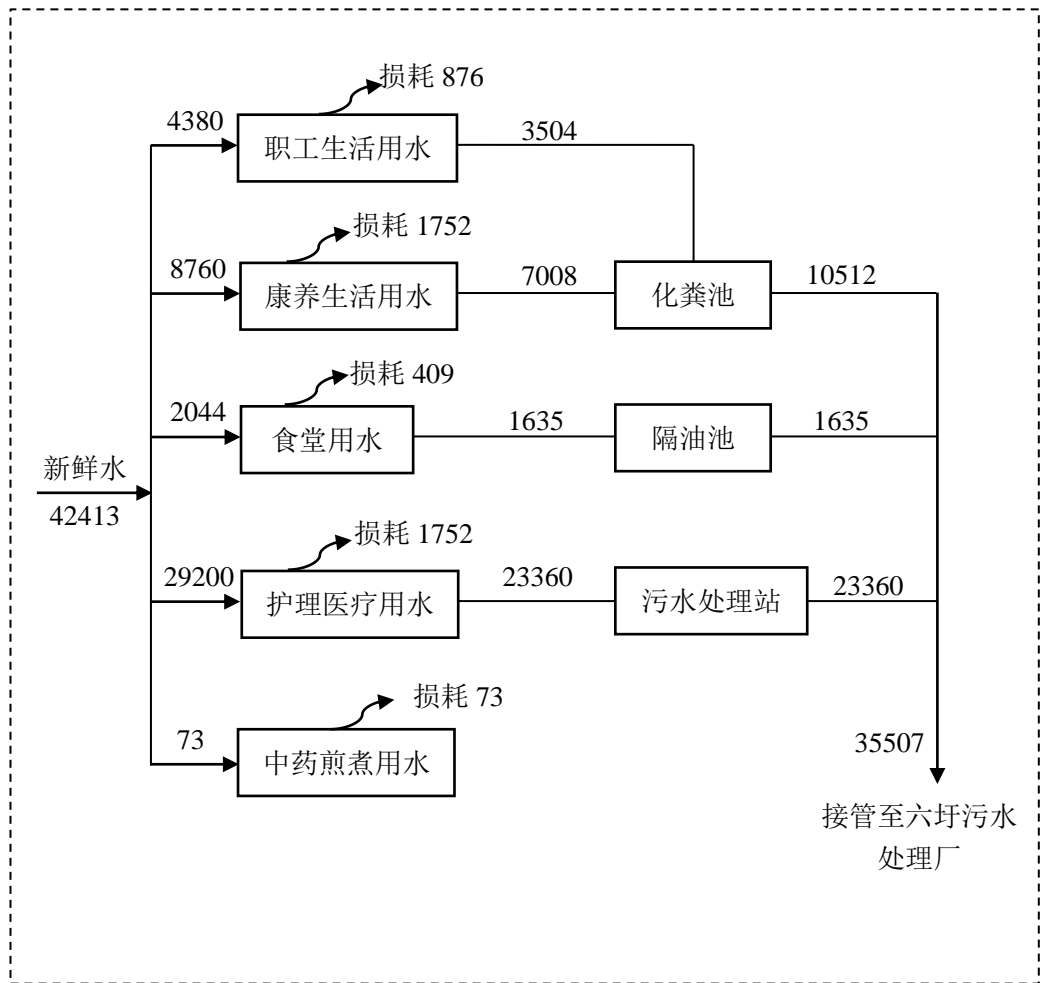 损耗 876
4380
职工生活用水
3504
损耗 1752
8760
康养生活用水
7008
化粪池
10512
损耗 409
2044
食堂用水
1635
隔油池
1635
新鲜水
42413
损耗 1752
29200
护理医疗用水
23360
污水处理站
23360
损耗 73
73
中药煎煮用水
35507
接管至六圩污水
处理厂